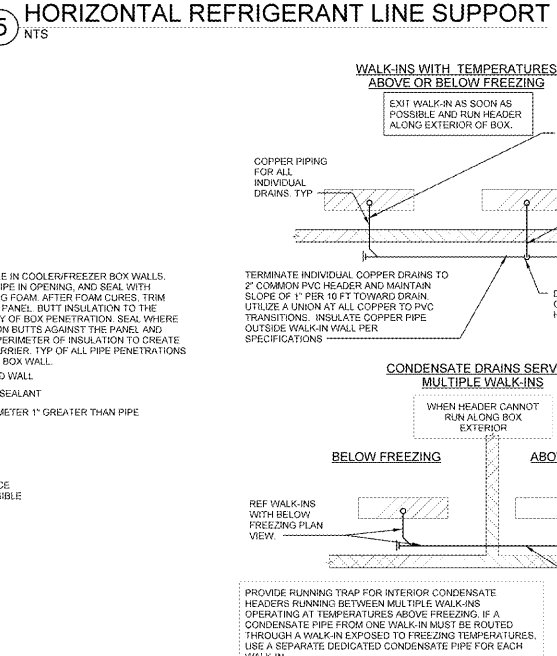 5
HORIZONTAL REFRIGERANT LINE SUPPORT
NTS
WALK-INS WITH TEMPERATURES
ABOVE OR BELOW FREEZING
EXIT WALK-IN AS SOON AS
POSSIBLE AND RUN HEADER
ALONG EXTERIOR OF BOX.
COPPER PIPING
FOR ALL
INDIVIDUAL
DRAINS. TYP
LE IN COOLER/FREEZER BOX WALLS.
IPE IN OPENING, AND SEAL WITH
G FOAM. AFTER FOAM CURES, TRIM
PANEL. BUTT INSULATION TO THE
Y OF BOX PENETRATION. SEAL WHERE
ON BUTTS AGAINST THE PANEL AND
PERIMETER OF INSULATION TO CREATE
ARRIER. TYP OF ALL PIPE PENETRATIONS
BOX WALL.
D WALL
SEALANT
METER 1" GREATER THAN PIPE
CE
SIBLE
TERMINATE INDIVIDUAL COPPER DRAINS TO
2" COMMON PVC HEADER AND MAINTAIN
SLOPE OF 1" PER 10 FT TOWARD DRAIN.
UTILIZE A UNION AT ALL COPPER TO PVC
TRANSITIONS. INSULATE COPPER PIPE
OUTSIDE WALK-IN WALL PER
SPECIFICATIONS
CONDENSATE DRAINS SERV
MULTIPLE WALK-INS
WHEN HEADER CANNOT
RUN ALONG BOX
EXTERIOR
BELOW FREEZING
ABO
REF WALK-INS
WITH BELOW
FREEZING PLAN
VIEW.
PROVIDE RUNNING TRAP FOR INTERIOR CONDENSATE
HEADERS RUNNING BETWEEN MULTIPLE WALK-INS
OPERATING AT TEMPERATURES ABOVE FREEZING. IF A
CONDENSATE PIPE FROM ONE WALK-IN MUST BE ROUTED
THROUGH A WALK-IN EXPOSED TO FREEZING TEMPERATURES,
USE A SEPARATE DEDICATED CONDENSATE PIPE FOR EACH
WALK-IN